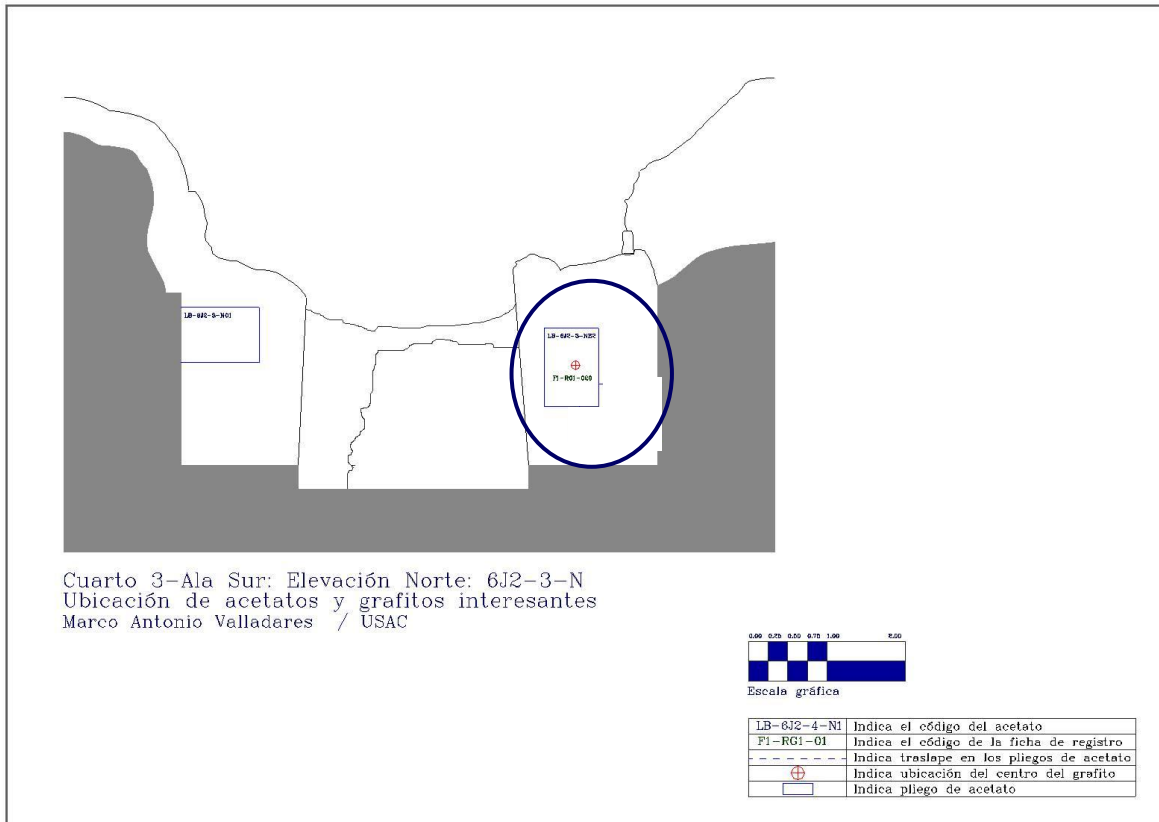 LB-6J2-3-N01
LB-6J2-3-NE2
F1-RG1-020
Cuarto 3-Ala Sur: Elevación Norte: 6J2-3-N
Ubicación de acetatos y grafitos interesantes
Marco Antonio Valladares / USAC
0.00 0.25 0.50 0.75 1.00 2.00
Escala gráfica
LB-6J2-4-N1 Indica el código del acetato
F1-RG1-01 Indica el código de la ficha de registro
Indica traslape en los pliegos de acetato
Indica ubicación del centro del grafito
Indica pliego de acetato